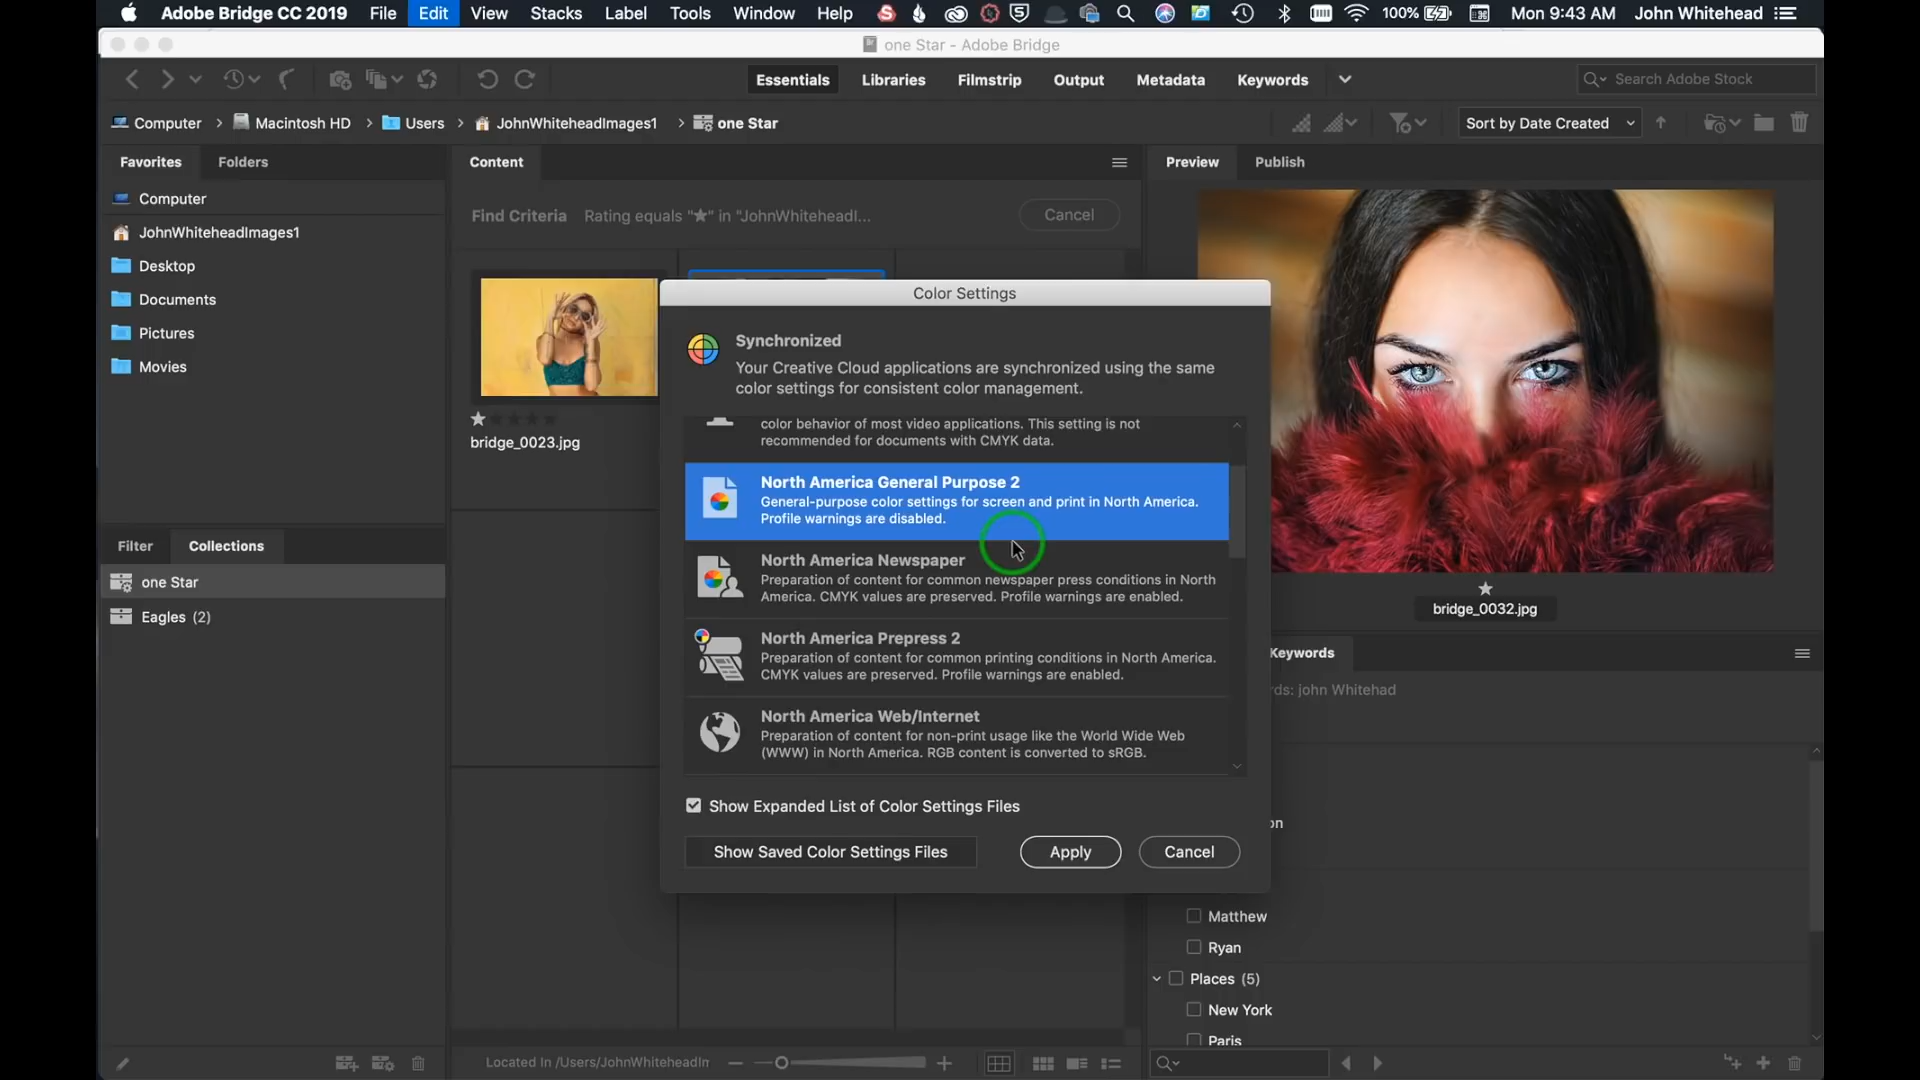 Adobe Bridge CC 2019 File Edit View Stacks Label Tools Window Help 100% Mon 9:43 AM John Whitehead
one Star - Adobe Bridge
Essentials Libraries Filmstrip Output Metadata Keywords Search Adobe Stock
Computer Macintosh HD Users JohnWhiteheadImages1 one Star Sort by Date Created
Favorites Folders
Computer
JohnWhiteheadImages1
Desktop
Documents
Pictures
Movies
Filter Collections
one Star
Eagles (2)
Content
Find Criteria Rating equals "★" in "JohnWhiteheadI... Cancel
bridge_0023.jpg
Located In /Users/JohnWhiteheadIm
Color Settings
Synchronized
Your Creative Cloud applications are synchronized using the same
color settings for consistent color management.
color behavior of most video applications. This setting is not
recommended for documents with CMYK data.
North America General Purpose 2
General-purpose color settings for screen and print in North America.
Profile warnings are disabled.
North America Newspaper
Preparation of content for common newspaper press conditions in North
America. CMYK values are preserved. Profile warnings are enabled.
North America Prepress 2
Preparation of content for common printing conditions in North America.
CMYK values are preserved. Profile warnings are enabled.
North America Web/Internet
Preparation of content for non-print usage like the World Wide Web
(WWW) in North America. RGB content is converted to sRGB.
Show Expanded List of Color Settings Files
Show Saved Color Settings Files Apply Cancel
Preview Publish
bridge_0032.jpg
Keywords
ds: john Whitehad
on
Matthew
Ryan
Places (5)
New York
Paris